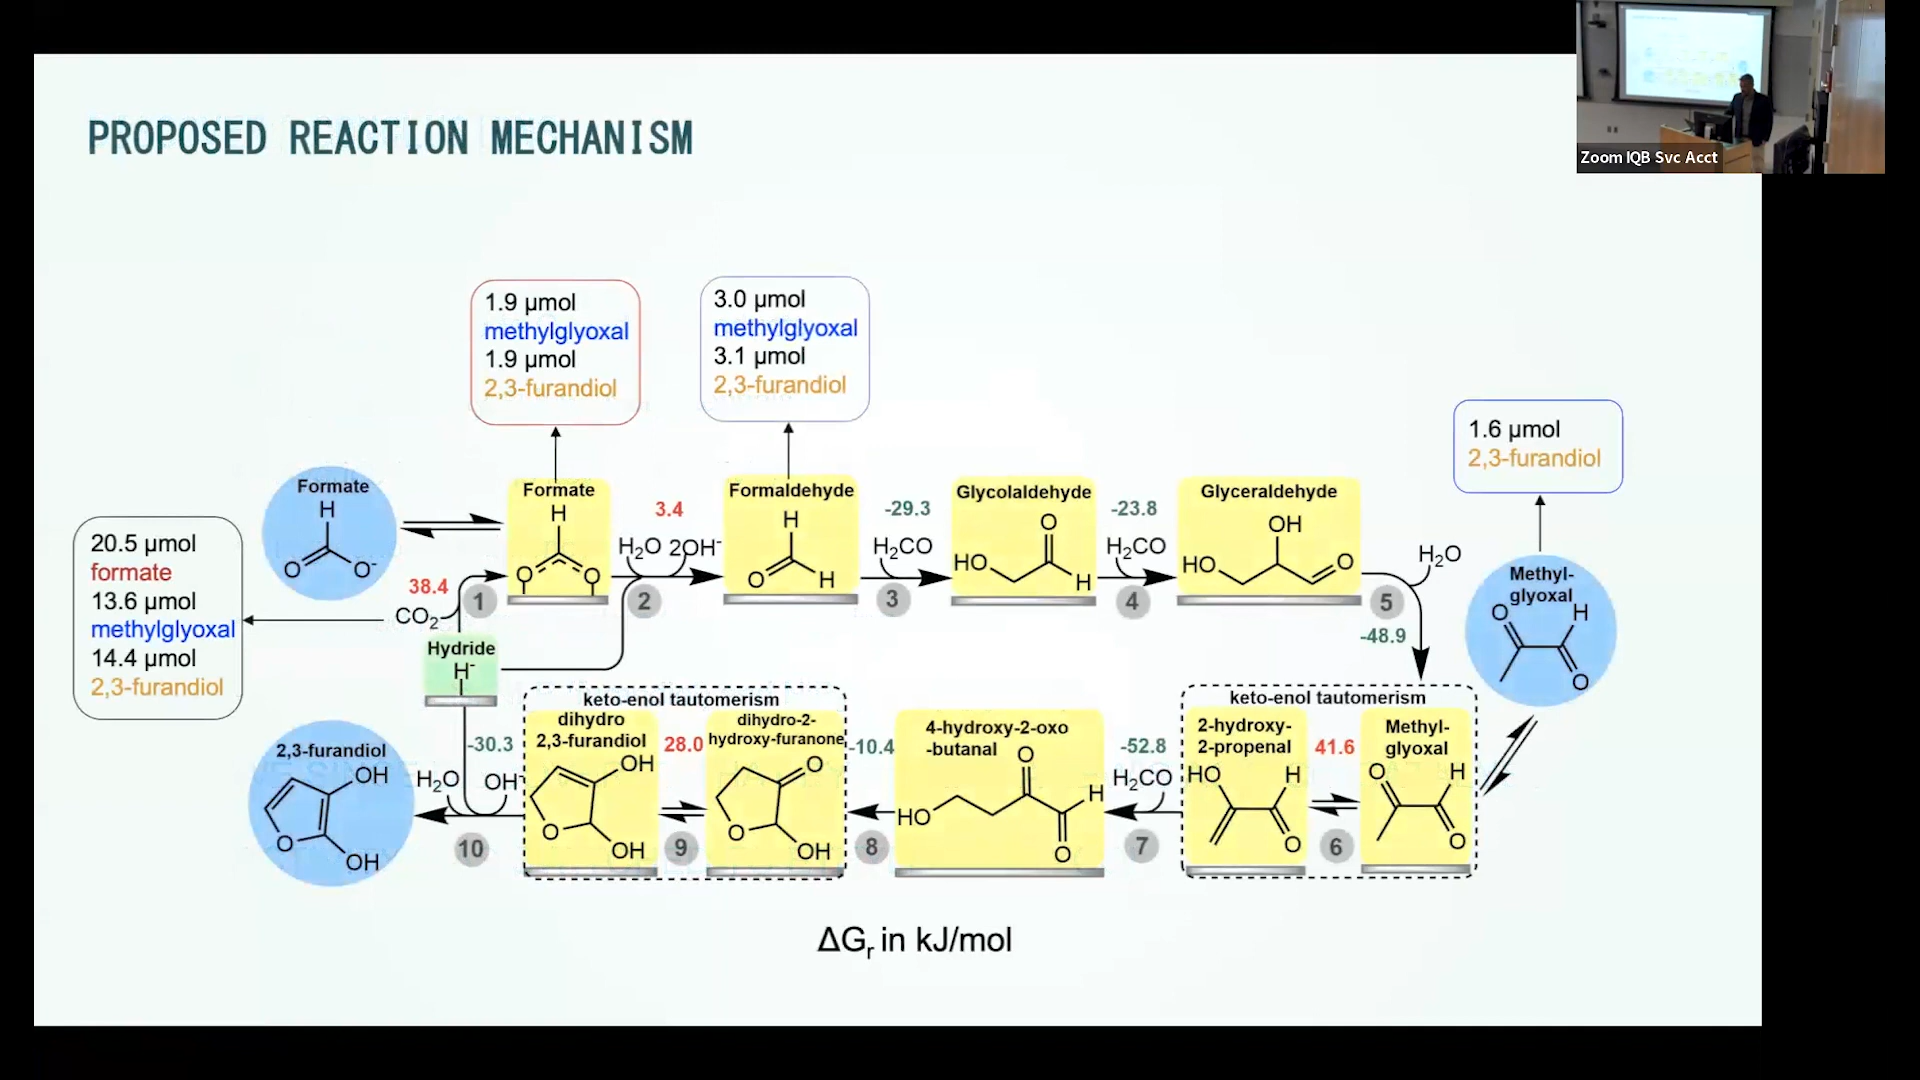 Zoom IQB Svc Acct
PROPOSED REACTION MECHANISM
1.9 µmol
methylglyoxal
1.9 µmol
2,3-furandiol
3.0 µmol
methylglyoxal
3.1 µmol
2,3-furandiol
1.6 µmol
2,3-furandiol
20.5 µmol
formate
13.6 µmol
methylglyoxal
14.4 µmol
2,3-furandiol
Formate
H
O
O-
38.4
CO2
1
Hydride
H-
Formate
H
O
O
3.4
H2O
2OH-
2
Formaldehyde
H
O
H
-29.3
H2CO
3
Glycolaldehyde
O
HO
H
-23.8
H2CO
4
Glyceraldehyde
OH
HO
O
H2O
5
-48.9
Methyl-
glyoxal
O
H
O
keto-enol tautomerism
2-hydroxy-
2-propenal
HO
H
O
41.6
6
Methyl-
glyoxal
O
H
O
-52.8
H2CO
7
4-hydroxy-2-oxo
-butanal
O
H
HO
O
-10.4
8
keto-enol tautomerism
dihydro-2-
hydroxy-furanone
O
O
OH
28.0
9
dihydro
2,3-furandiol
OH
O
OH
-30.3
H2O
OH-
10
2,3-furandiol
OH
O
OH
ΔGr in kJ/mol